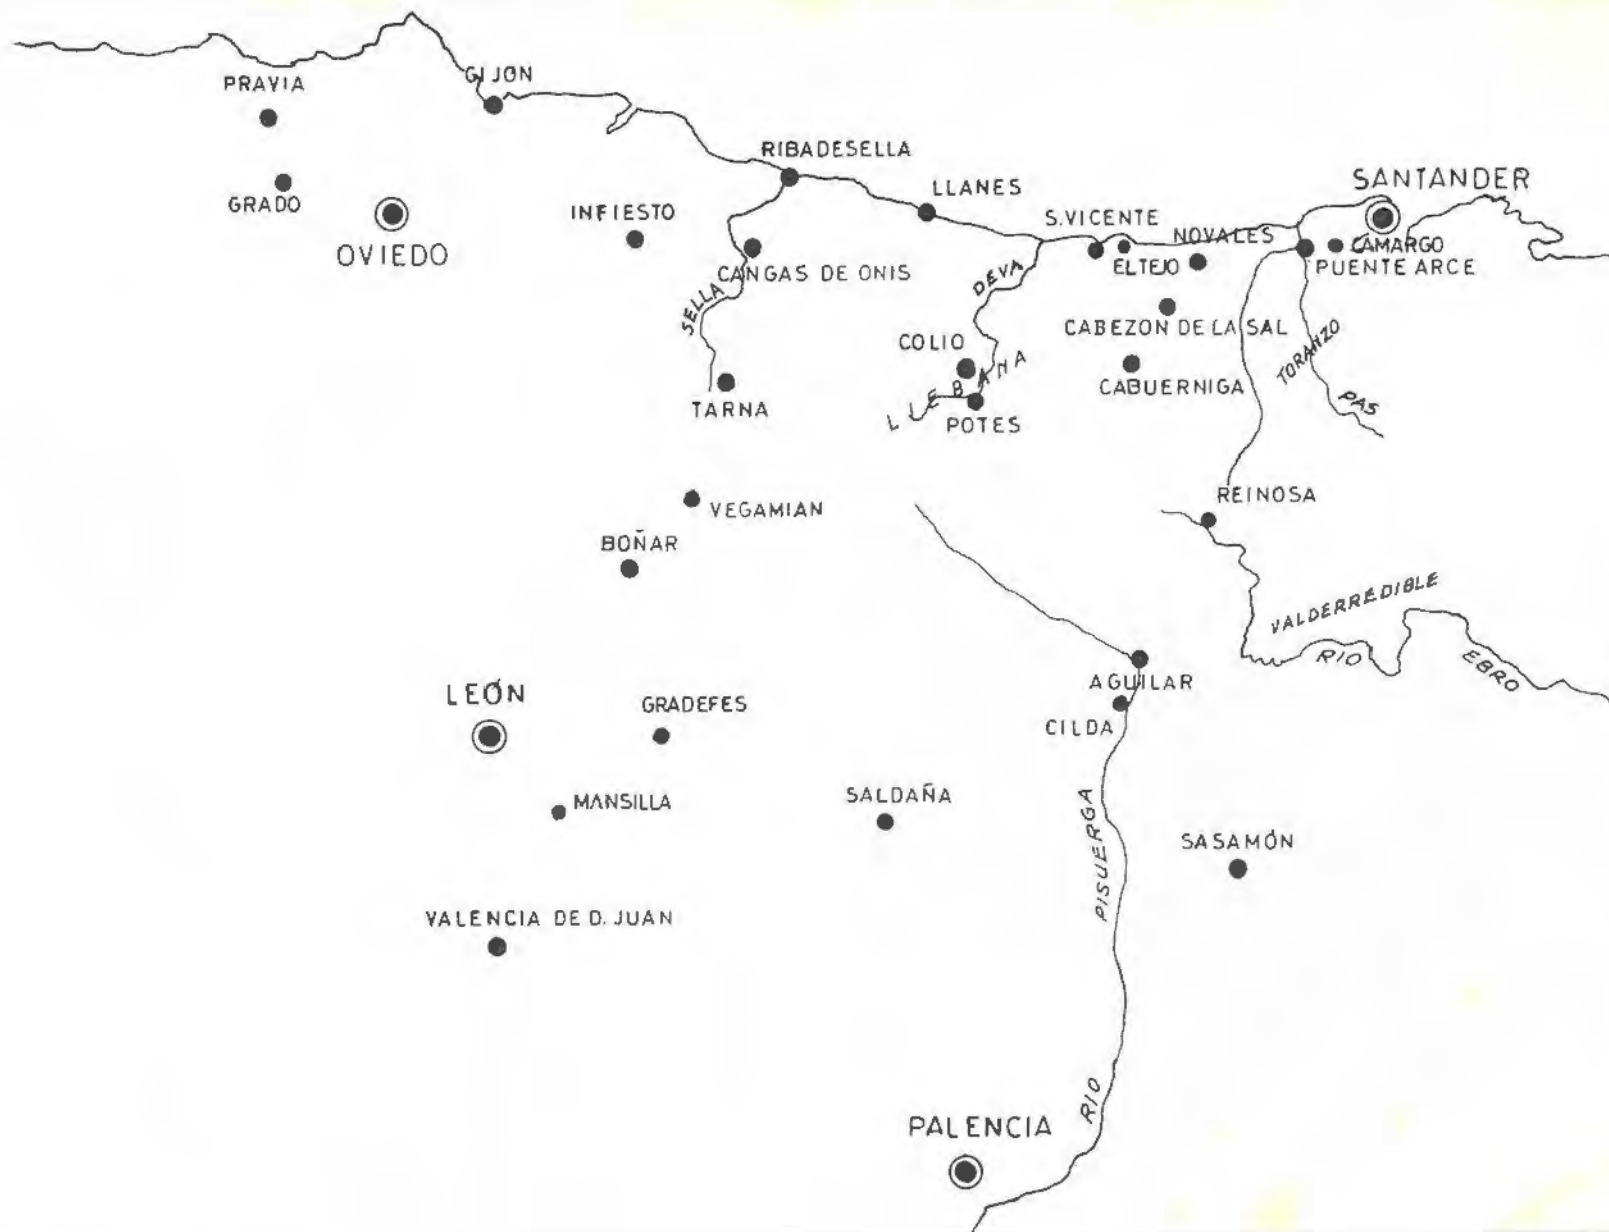 GIJON
PRAVIA
RIBADESELLA
SANTANDER
LLANES
GRADO
INFIESTO
S. VICENTE
NOVALES
OVIEDO
CAMARGO
CANGAS DE ONIS
DEVA
EL TEJO
PUENTE ARCE
SELLA
CABEZON DE LA SAL
COLIO
TORANZO
LIEBANA
CABUERNIGA
TARNA
POTES
PAS
REINOSA
VEGAMIAN
BOÑAR
VALDERREDIBLE
RIO EBRO
AGUILAR
LEÓN
GRADEFES
CILDA
MANSILLA
SALDAÑA
SASAMÓN
RIO PISUERGA
VALENCIA DE D. JUAN
PALENCIA